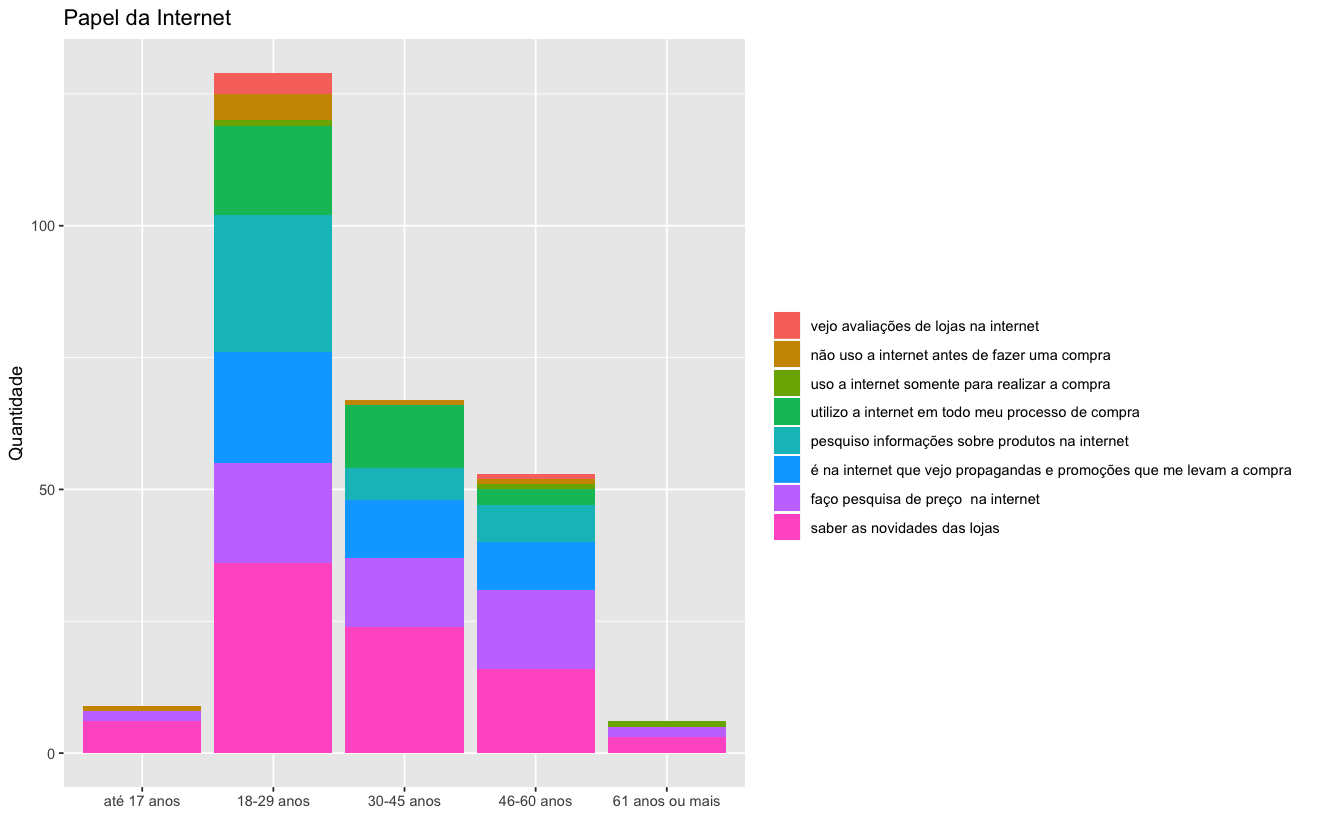 Papel da Internet
Quantidade
100
50
0
até 17 anos
18-29 anos
30-45 anos
46-60 anos
61 anos ou mais
vejo avaliações de lojas na internet
não uso a internet antes de fazer uma compra
uso a internet somente para realizar a compra
utilizo a internet em todo meu processo de compra
pesquiso informações sobre produtos na internet
é na internet que vejo propagandas e promoções que me levam a compra
faço pesquisa de preço  na internet
saber as novidades das lojas